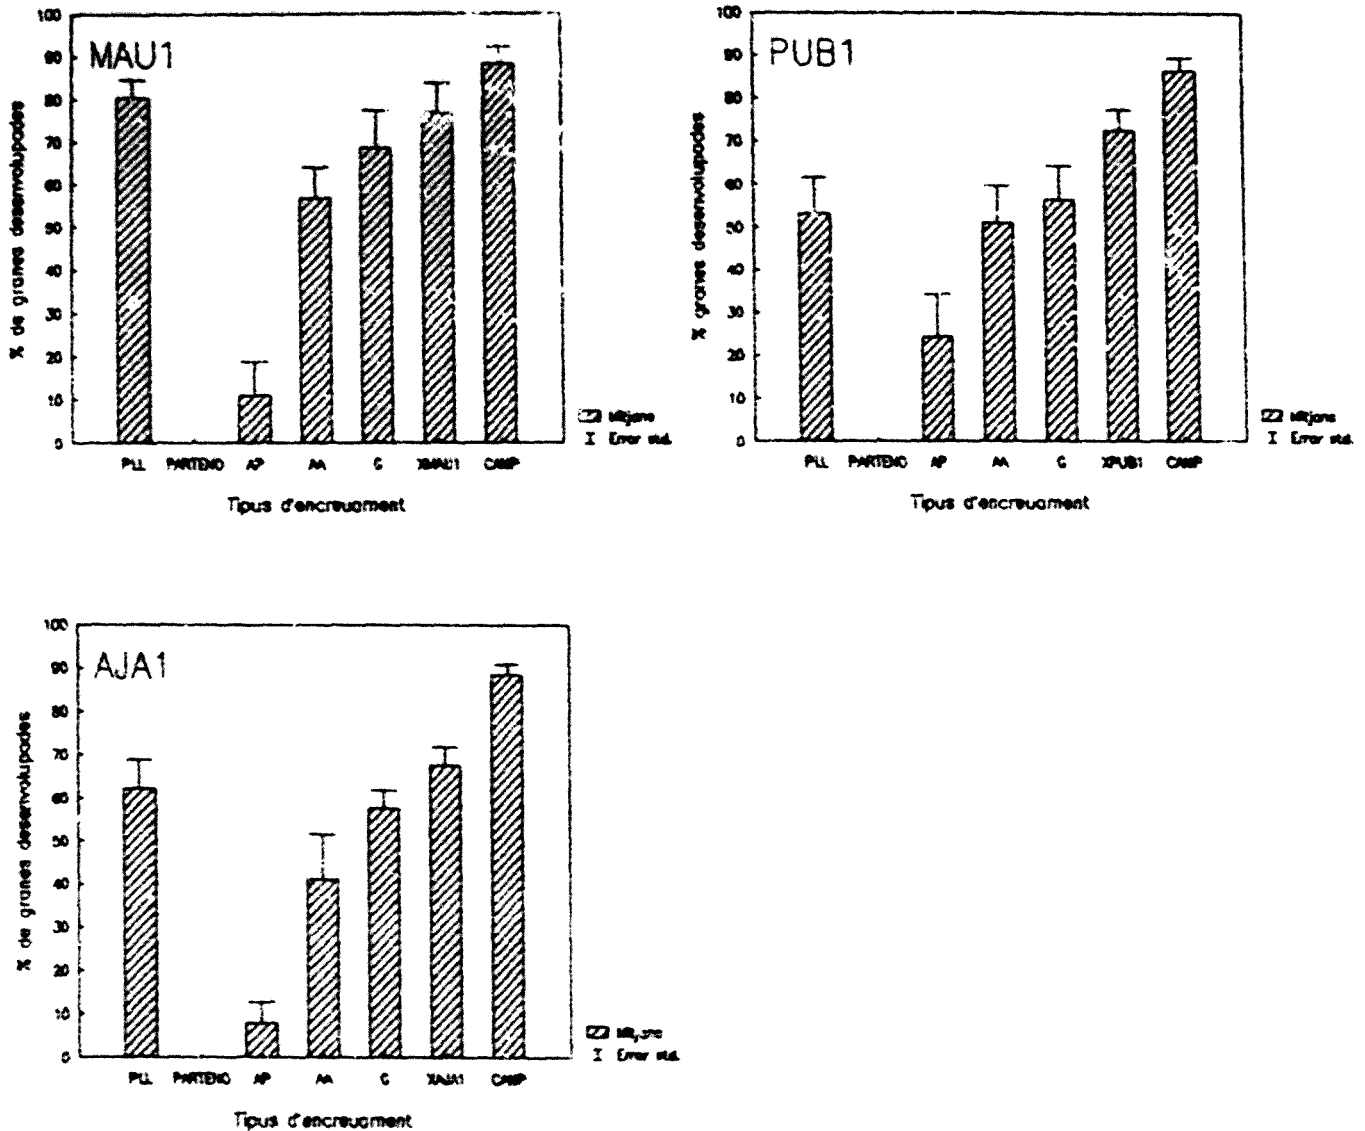 MAU1
% de granes desenvolupades
100
90
80
70
60
50
40
30
20
10
0
PLL PARTENO AP AA G XMAU1 CAMP
Tipus d'encreuament
Mitjana
Error std.
PUB1
% granes desenvolupades
100
90
80
70
60
50
40
30
20
10
0
PLL PARTENO AP AA G XPUB1 CAMP
Tipus d'encreuament
Mitjana
Error std.
AJA1
% de granes desenvolupades
100
90
80
70
60
50
40
30
20
10
0
PLL PARTENO AP AA G XAJA1 CAMP
Tipus d'encreuament
Mitjana
Error std.